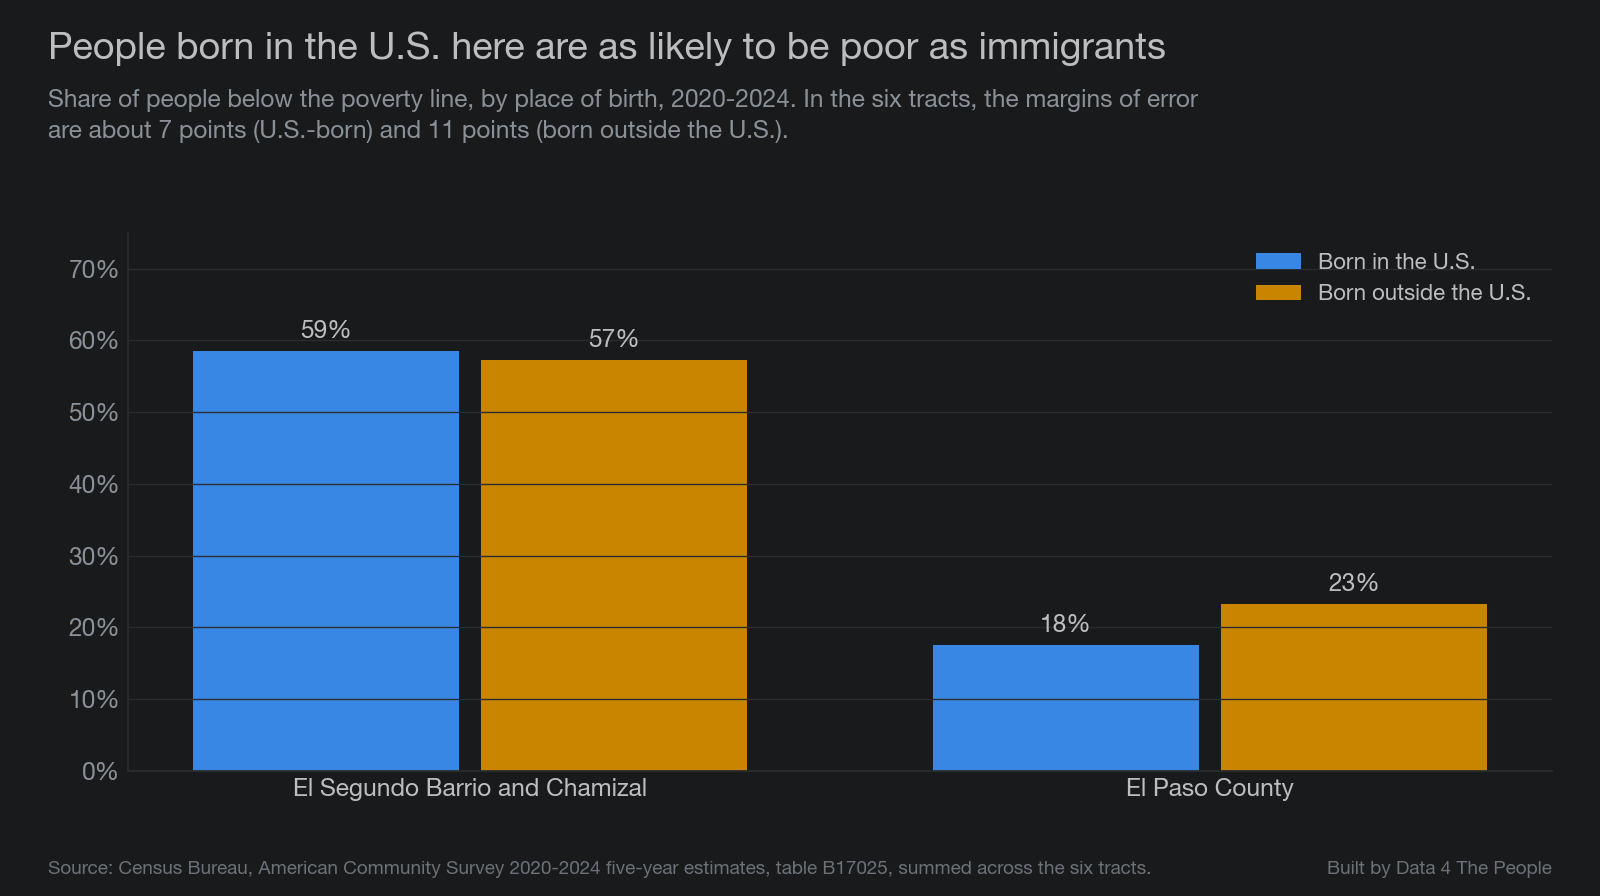 People born in the U.S. here are as likely to be poor as immigrants
Share of people below the poverty line, by place of birth, 2020-2024. In the six tracts, the margins of error
are about 7 points (U.S.-born) and 11 points (born outside the U.S.).
Born in the U.S.
Born outside the U.S.
70%
60%
50%
40%
30%
20%
10%
0%
59%
57%
18%
23%
El Segundo Barrio and Chamizal
El Paso County
Source: Census Bureau, American Community Survey 2020-2024 five-year estimates, table B17025, summed across the six tracts.
Built by Data 4 The People